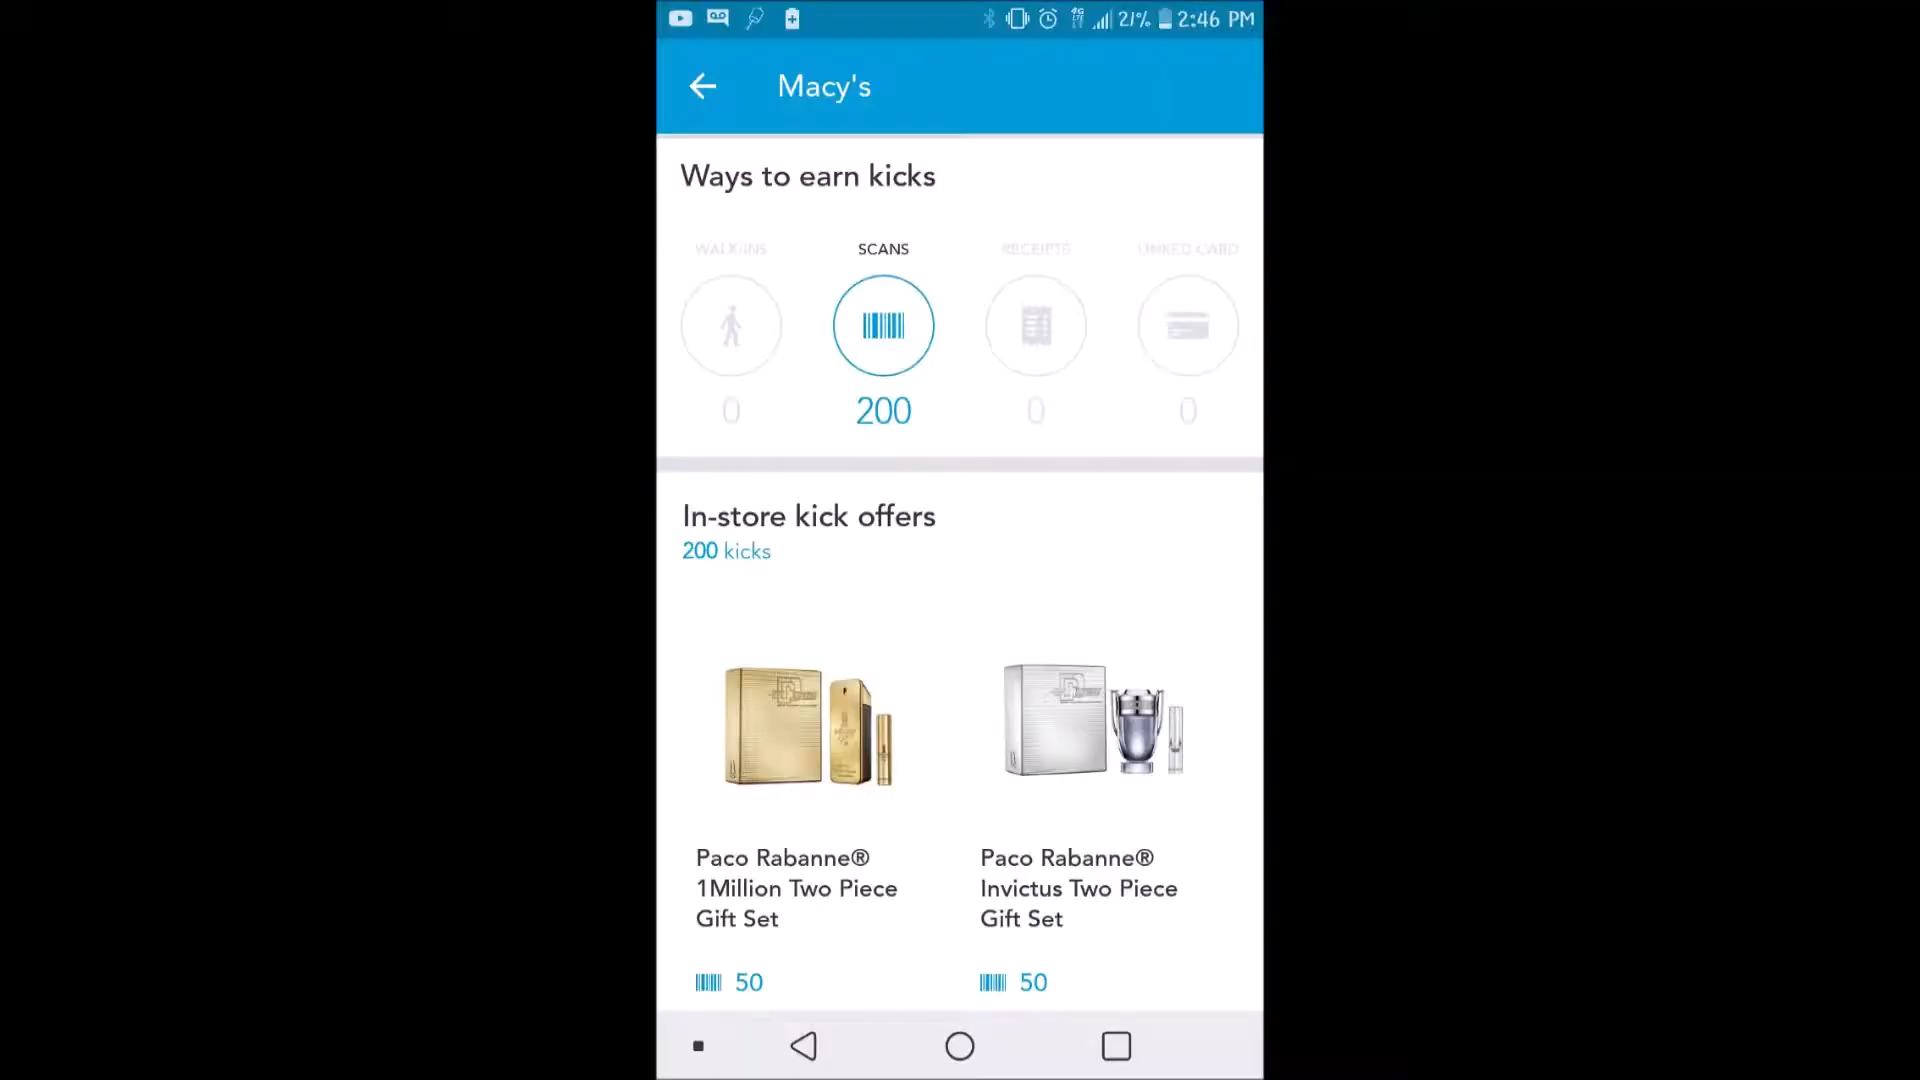 21% 2:46 PM
Macy's
Ways to earn kicks
WALK-INS SCANS RECEIPTS LINKED CARD
0 200 0 0
In-store kick offers
200 kicks
Paco Rabanne® Paco Rabanne®
1Million Two Piece Invictus Two Piece
Gift Set Gift Set
50 50